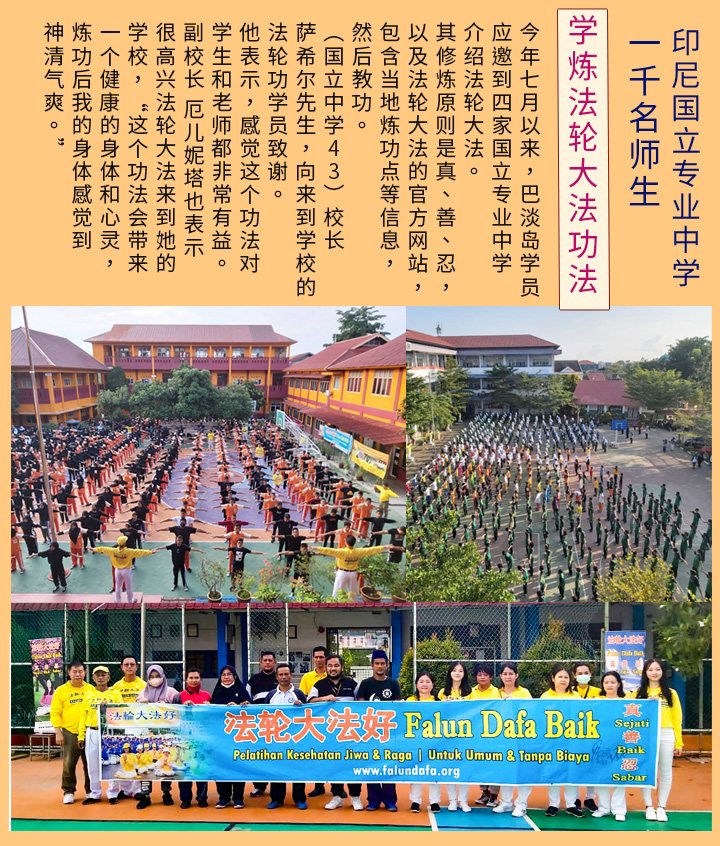 印尼国立专业中学
一千名师生
学炼法轮大法功法
今年七月以来，巴淡岛学员
应邀到四家国立专业中学
介绍法轮大法。
其修炼原则是真、善、忍，
以及法轮大法的官方网站，
包含当地炼功点等信息，
然后教功。
（国立中学43）校长
萨希尔先生，向来到学校的
法轮功学员致谢。
他表示，感觉这个功法对
学生和老师都非常有益。
副校长 厄儿妮塔也表示
很高兴法轮大法来到她的
学校，“这个功法会带来
一个健康的身体和心灵，
炼功后我的身体感觉到
神清气爽。”
法轮大法好
法轮大法好
法轮大法好
法轮大法好 Falun Dafa Baik
Pelatihan Kesehatan Jiwa & Raga | Untuk Umum & Tanpa Biaya
www.falundafa.org
真
Sejati
善
Baik
忍
Sabar